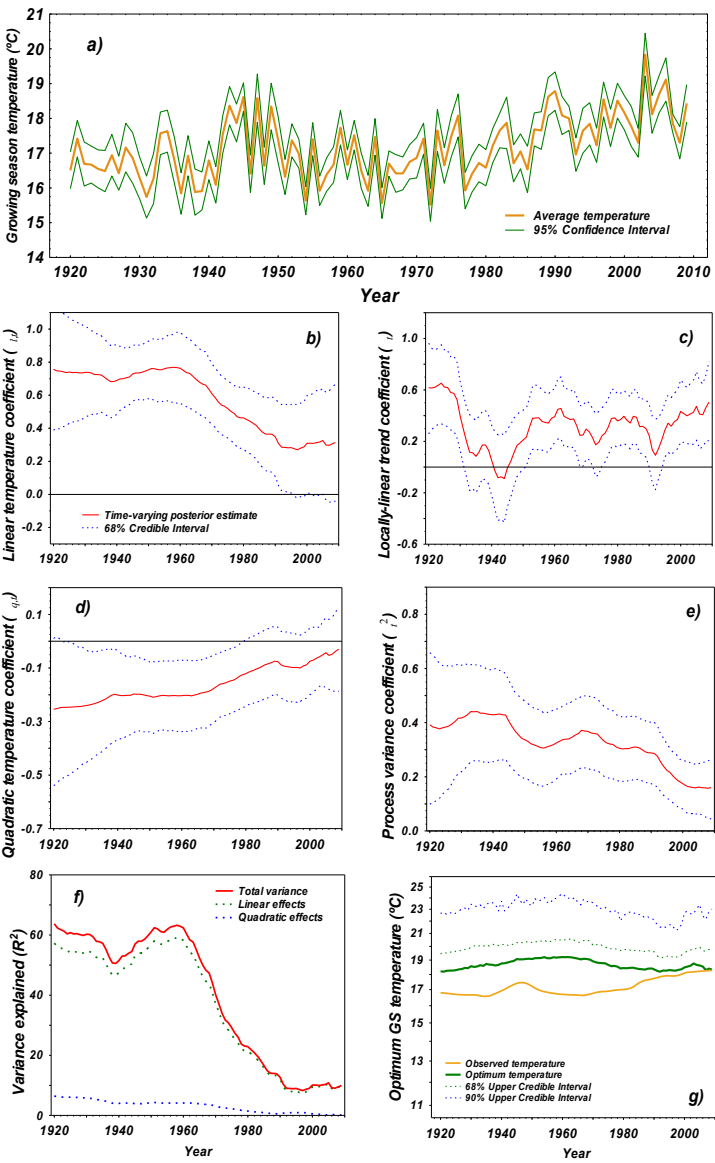 a)
Growing season temperature (ºC)
21
20
19
18
17
16
15
14
Average temperature
95% Confidence Interval
1920 1930 1940 1950 1960 1970 1980 1990 2000 2010
Year
b)
Linear temperature coefficient ( l,t)
1.0
0.8
0.6
0.4
0.2
0.0
-0.2
Time-varying posterior estimate
68% Credible Interval
1920 1940 1960 1980 2000
c)
Locally-linear trend coefficient ( t)
1.0
0.6
0.2
-0.2
-0.6
1920 1940 1960 1980 2000
d)
Quadratic temperature coefficient ( q,t)
0.1
-0.1
-0.3
-0.5
-0.7
1920 1940 1960 1980 2000
e)
Process variance coefficient ( t²)
0.8
0.6
0.4
0.2
0.0
1920 1940 1960 1980 2000
f)
Variance explained (R²)
80
60
40
20
0
Total variance
Linear effects
Quadratic effects
1920 1940 1960 1980 2000
Year
Optimum GS temperature (ºC)
25
23
21
19
17
15
13
11
Observed temperature
Optimum temperature
68% Upper Credible Interval
90% Upper Credible Interval
g)
1920 1940 1960 1980 2000
Year